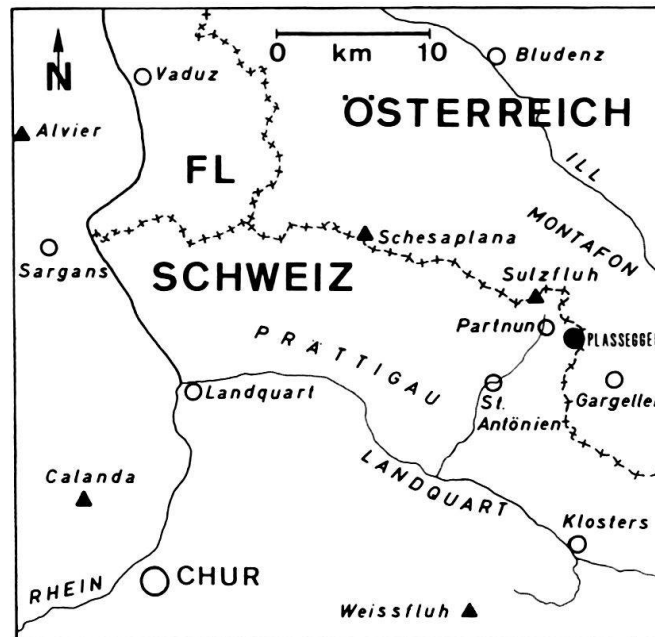 0 km 10
N
Vaduz
Bludenz
Alvier
ÖSTERREICH
FL
ILL
MONTAFON
Schesaplana
Sargans
SCHWEIZ
Sulzfluh
Partnun
PLASSEGGE
PRÄTTIGAU
Landquart
St.
Antönien
Gargellen
LANDQUART
Calanda
Klosters
RHEIN
CHUR
Weissfluh